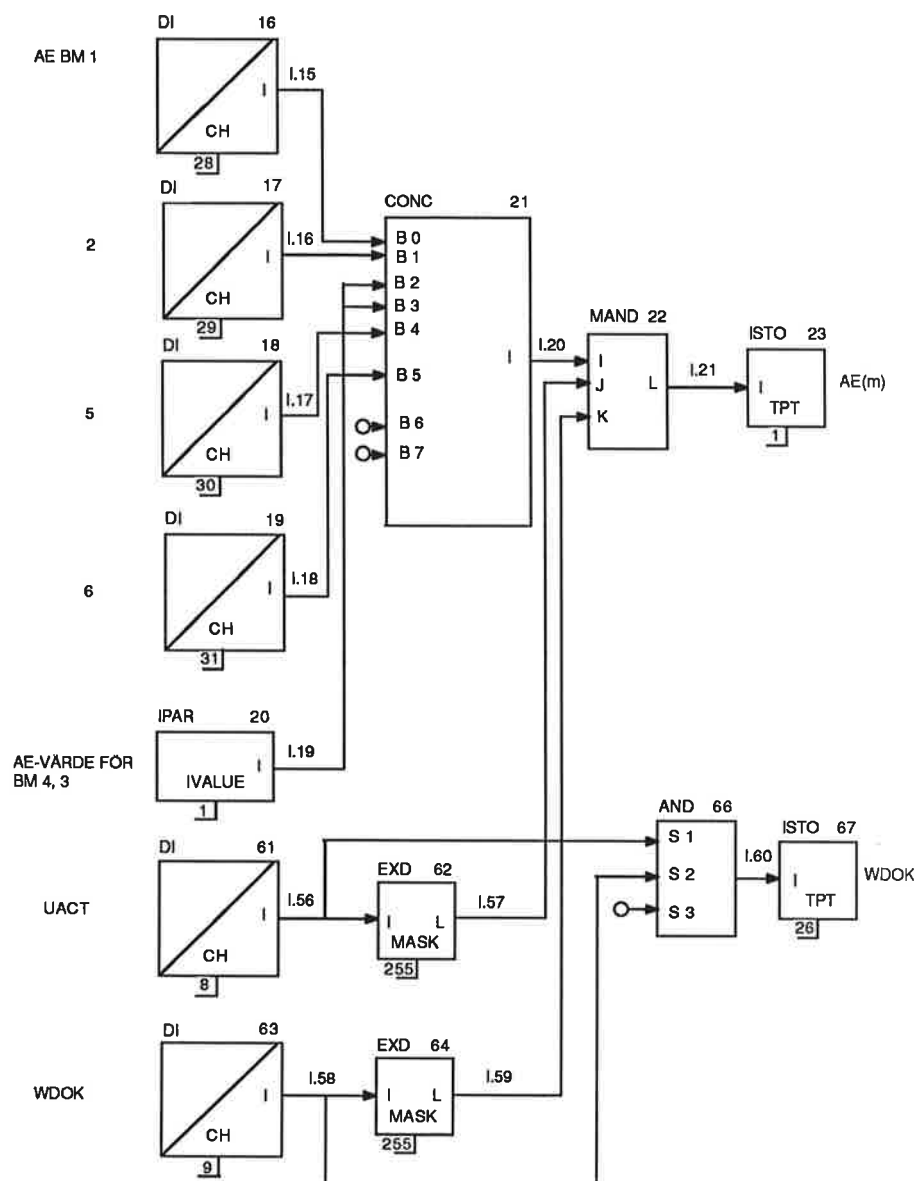 DI 16
AE BM 1
I.15
I
CH
28
DI 17
CONC 21
2
I.16
I
CH
29
B 0
B 1
B 2
B 3
B 4
B 5
B 6
B 7
I
I.20
MAND 22
I
J
K
L
I.21
ISTO 23
I
TPT
1
AE(m)
DI 18
5
I.17
I
CH
30
DI 19
6
I.18
I
CH
31
IPAR 20
AE-VÄRDE FÖR
BM 4, 3
I.19
I
IVALUE
1
DI 61
UACT
I.56
I
CH
8
EXD 62
I L
MASK
255
I.57
AND 66
S 1
S 2
S 3
I.60
ISTO 67
I
TPT
26
WDOK
DI 63
WDOK
I.58
I
CH
9
EXD 64
I L
MASK
255
I.59